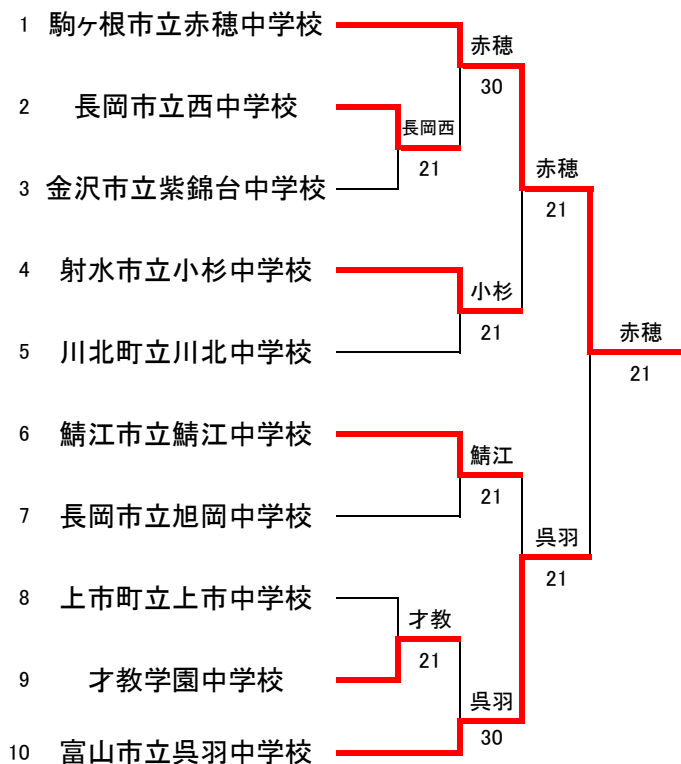 1 駒ヶ根市立赤穂中学校
赤穂
30
2 長岡市立西中学校
長岡西
21
3 金沢市立紫錦台中学校
赤穂
21
4 射水市立小杉中学校
小杉
21
5 川北町立川北中学校
赤穂
21
6 鯖江市立鯖江中学校
鯖江
21
7 長岡市立旭岡中学校
呉羽
21
8 上市町立上市中学校
才教
21
9 才教学園中学校
呉羽
30
10 富山市立呉羽中学校